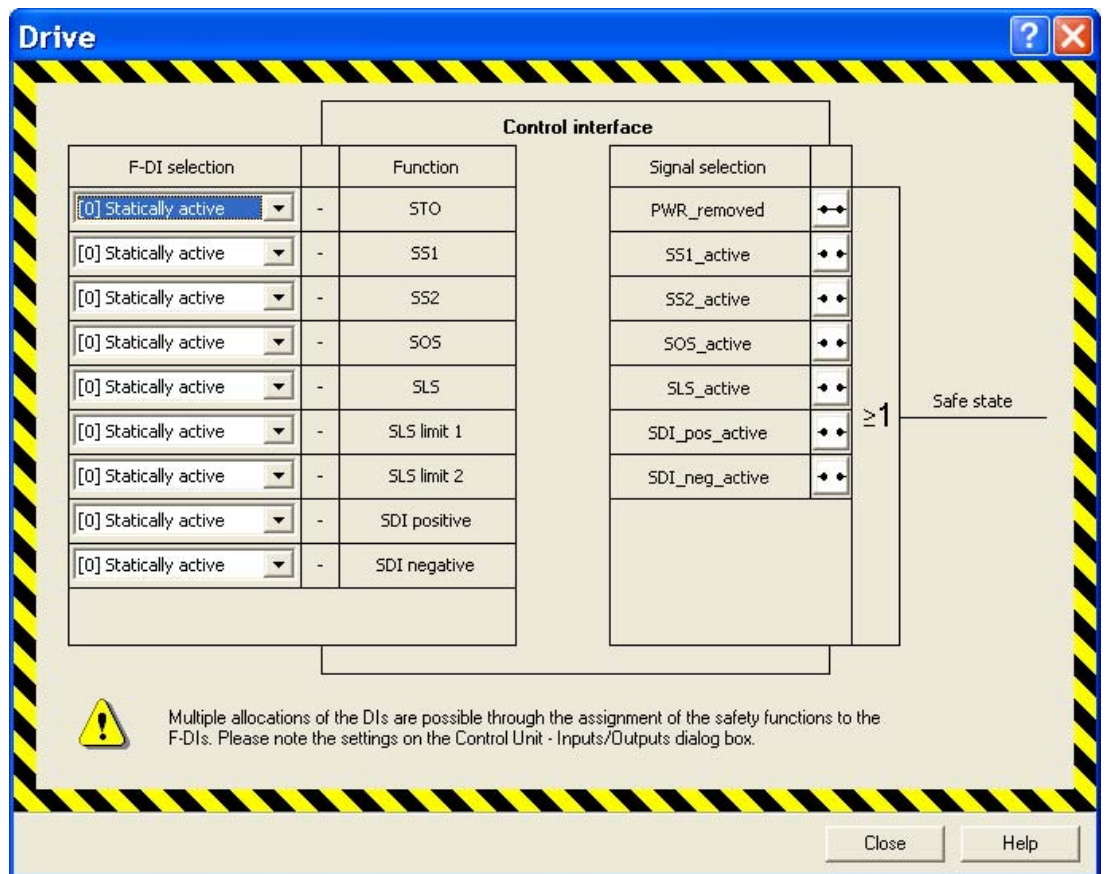 Drive
Control interface
F-DI selection Function Signal selection
[0] Statically active - STO PWR_removed
[0] Statically active - SS1 SS1_active
[0] Statically active - SS2 SS2_active
[0] Statically active - SOS SOS_active
[0] Statically active - SLS SLS_active
[0] Statically active - SLS limit 1 SDI_pos_active
[0] Statically active - SLS limit 2 SDI_neg_active
[0] Statically active - SDI positive
[0] Statically active - SDI negative
≥1
Safe state
Multiple allocations of the DIs are possible through the assignment of the safety functions to the
F-DIs. Please note the settings on the Control Unit - Inputs/Outputs dialog box.
Close Help